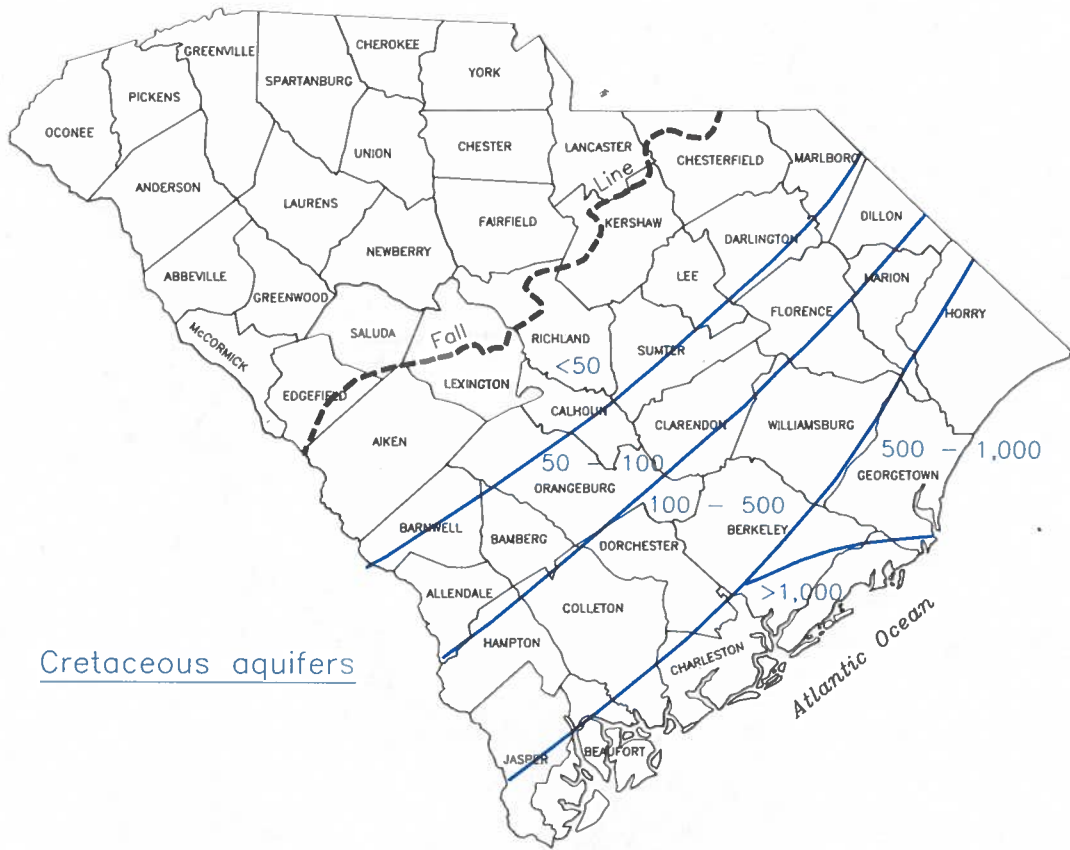 CHEROKEE
GREENVILLE
YORK
SPARTANBURG
PICKENS
OCONEE
LANCASTER
CHESTER
UNION
CHESTERFIELD
MARLBORO
ANDERSON
Line
LAURENS
DILLON
FAIRFIELD
KERSHAW
DARLINGTON
NEWBERRY
ABBEVILLE
LEE
MARION
GREENWOOD
FLORENCE
HORRY
SALUDA
Fall
RICHLAND
SUMTER
McCORMICK
<50
LEXINGTON
EDGEFIELD
CALHOUN
CLARENDON
WILLIAMSBURG
AIKEN
500 - 1,000
50 - 100
GEORGETOWN
ORANGEBURG
100 - 500
BARNWELL
BERKELEY
BAMBERG
DORCHESTER
ALLENDALE
>1,000
COLLETON
HAMPTON
CHARLESTON
Atlantic Ocean
Cretaceous aquifers
BEAUFORT
JASPER